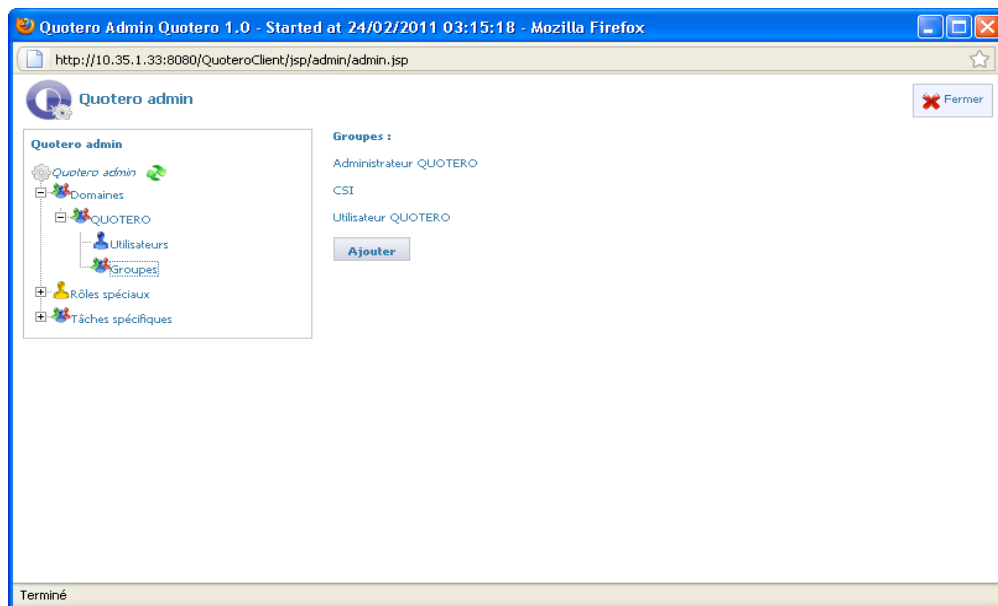 Quotero Admin Quotero 1.0 - Started at 24/02/2011 03:15:18 - Mozilla Firefox
http://10.35.1.33:8080/QuoteroClient/jsp/admin/admin.jsp
Quotero admin
Fermer
Quotero admin
Quotero admin
Domaines
QUOTERO
Utilisateurs
Groupes
Rôles spéciaux
Tâches spécifiques
Groupes :
Administrateur QUOTERO
CSI
Utilisateur QUOTERO
Ajouter
Terminé